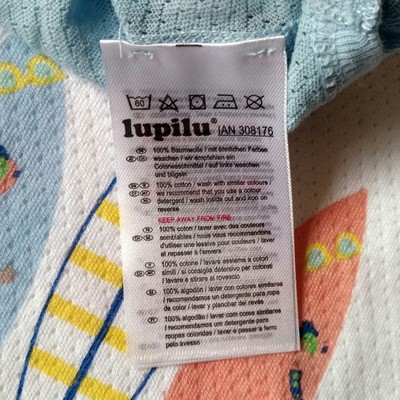 60
lupilu® IAN 308176
100% Baumwolle / mit ähnlichen Farben
waschen / wir empfehlen ein
Colorwaschmittel / auf links waschen
und bügeln
100% cotton / wash with similar colours /
we recommend that you use a colour
detergent / wash inside out and iron on
reverse
KEEP AWAY FROM FIRE
100% coton / laver avec des couleurs
semblables / nous vous recommandons
d'utiliser une lessive pour couleurs / laver
et repasser à l'envers
100% cotone / lavare assieme a colori
simili / si consiglia detersivo per colori
/ lavare e stirare a rovescio
100% algodón / lavar con colores similares
/ recomendamos un detergente para ropa
de color / lavar y planchar del revés
100% algodão / lavar com cores similares
/ recomendamos um detergente para
roupas coloridas / lavar e passar a ferro
pelo avesso